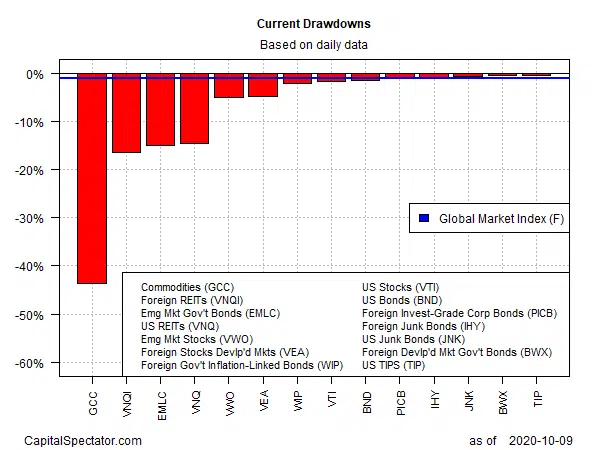 Current Drawdowns
Based on daily data
0%
-10%
-20%
-30%
-40%
-50%
-60%
Global Market Index (F)
Commodities (GCC)
Foreign REITs (VNQI)
Emg Mkt Gov't Bonds (EMLC)
US REITs (VNQ)
Emg Mkt Stocks (VWO)
Foreign Stocks Devlp'd Mkts (VEA)
Foreign Gov't Inflation-Linked Bonds (WIP)
US Stocks (VTI)
US Bonds (BND)
Foreign Invest-Grade Corp Bonds (PICB)
Foreign Junk Bonds (IHY)
US Junk Bonds (JNK)
Foreign Devlp'd Mkt Gov't Bonds (BWX)
US TIPS (TIP)
GCC
VNQI
EMLC
VNQ
VWO
VEA
WIP
VTI
BND
PICB
IHY
JNK
BWX
TIP
CapitalSpectator.com
as of 2020-10-09